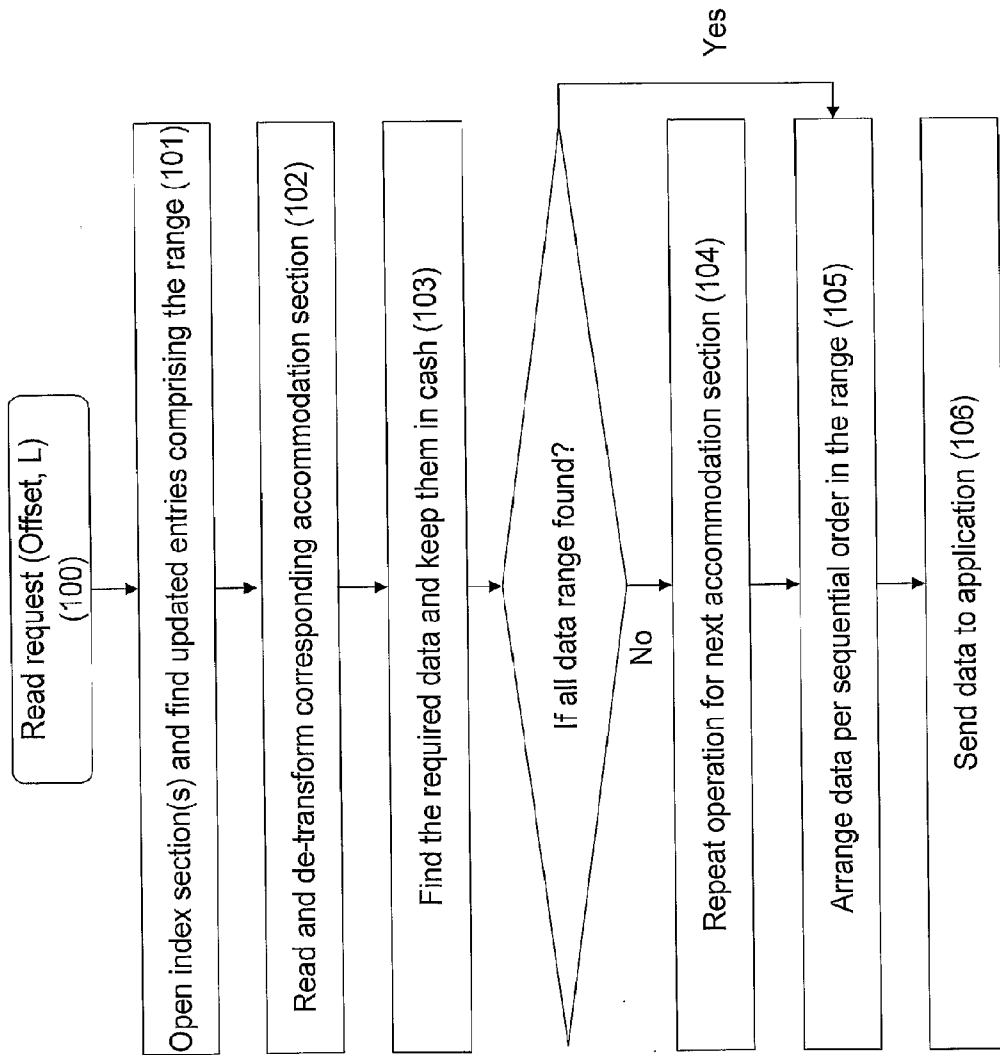 Read request (Offset, L)
(100)
Open index section(s) and find updated entries comprising the range (101)
Read and de-transform corresponding accommodation section (102)
Find the required data and keep them in cash (103)
If all data range found?
Yes
No
Repeat operation for next accommodation section (104)
Arrange data per sequential order in the range (105)
Send data to application (106)